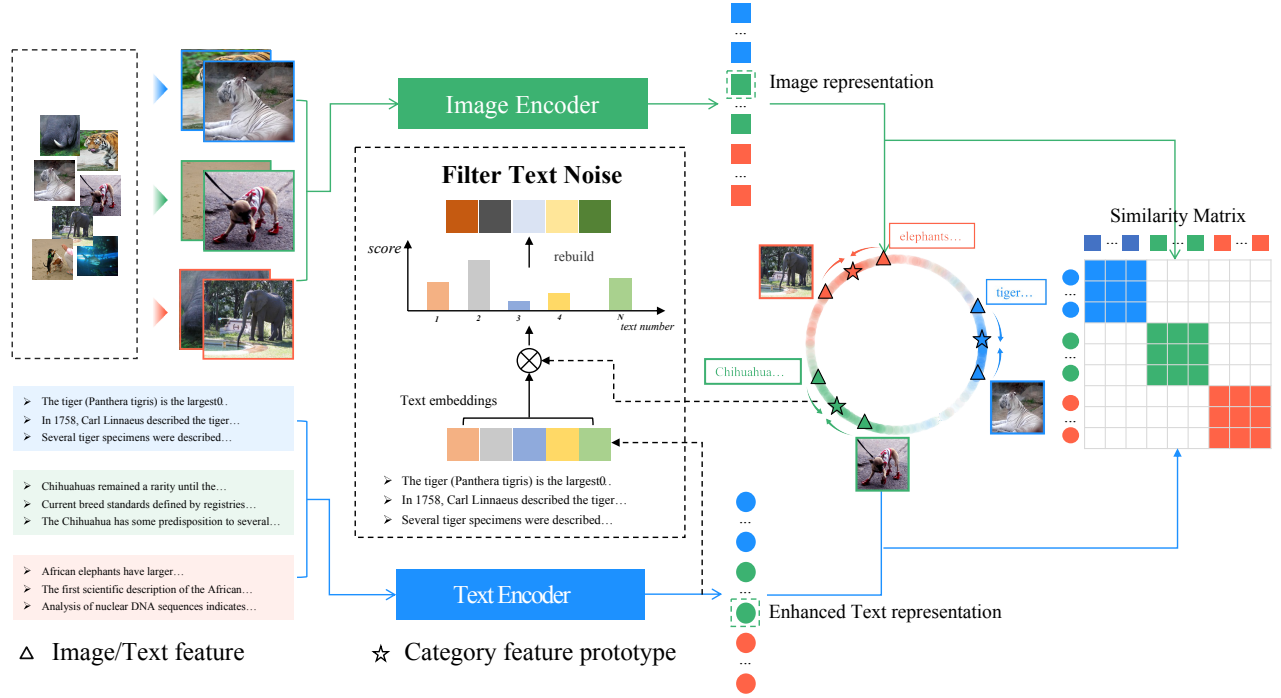 Image Encoder
Image representation
...
...
...
Filter Text Noise
score
rebuild
1
2
3
4
N
text number
Text embeddings
➢ The tiger (Panthera tigris) is the largest0..
➢ In 1758, Carl Linnaeus described the tiger…
➢ Several tiger specimens were described…
elephants…
tiger…
Chihuahua…
Similarity Matrix
... ... ...
...
...
...
➢ The tiger (Panthera tigris) is the largest0..
➢ In 1758, Carl Linnaeus described the tiger…
➢ Several tiger specimens were described…
➢ Chihuahuas remained a rarity until the…
➢ Current breed standards defined by registries…
➢ The Chihuahua has some predisposition to several…
➢ African elephants have larger…
➢ The first scientific description of the African…
➢ Analysis of nuclear DNA sequences indicates…
Text Encoder
...
...
...
Enhanced Text representation
Image/Text feature
Category feature prototype